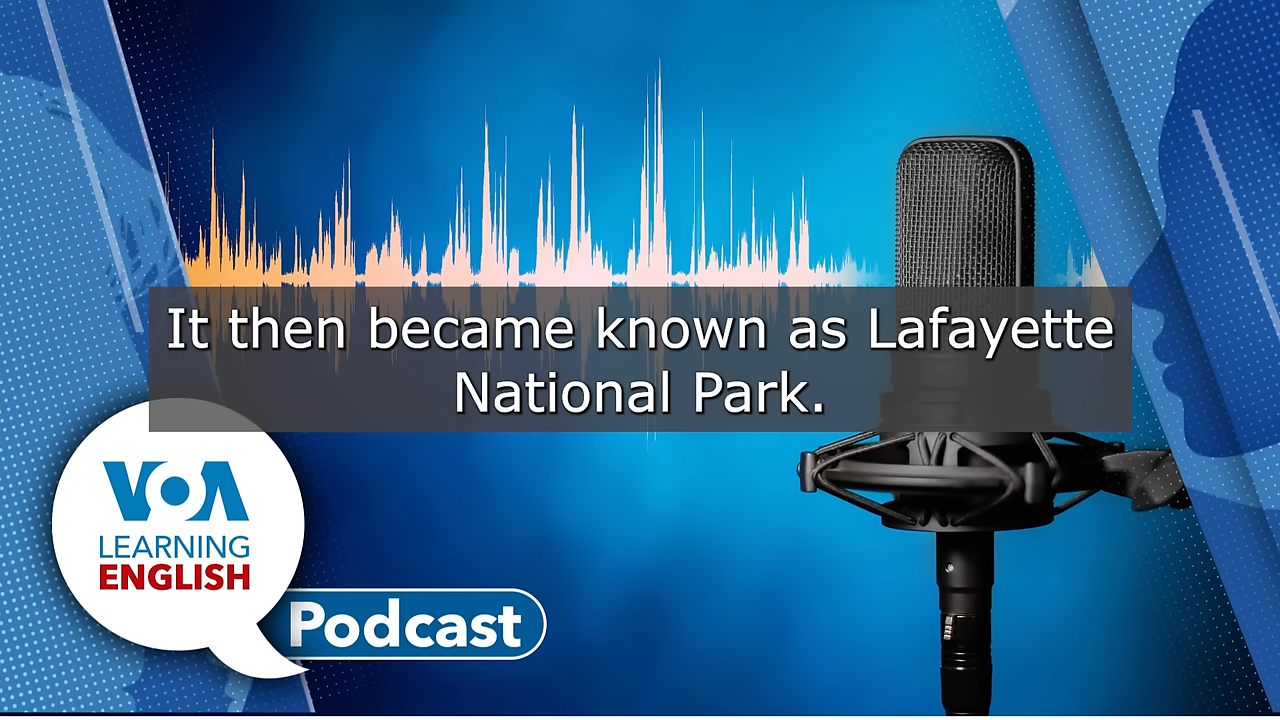 It then became known as Lafayette
National Park.
VOA
LEARNING
ENGLISH
Podcast